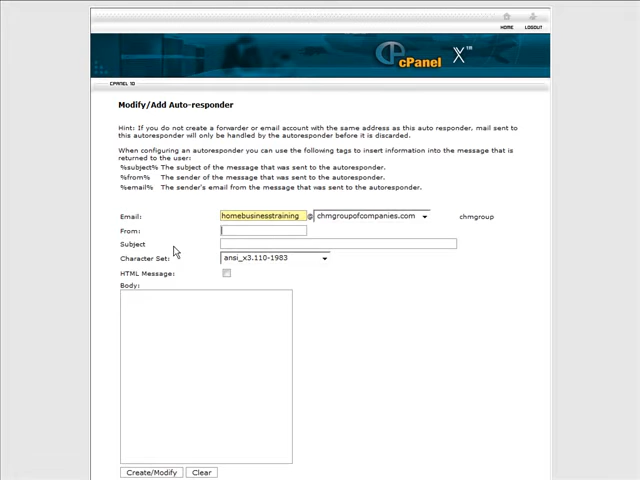 HOME LOGOUT
cPanel X™
CPANEL 10
Modify/Add Auto-responder
Hint: If you do not create a forwarder or email account with the same address as this auto responder, mail sent to
this autoresponder will only be handled by the autoresponder before it is discarded.
When configuring an autoresponder you can use the following tags to insert information into the message that is
returned to the user:
%subject% The subject of the message that was sent to the autoresponder.
%from% The sender of the message that was sent to the autoresponder.
%email% The sender's email from the message that was sent to the autoresponder.
Email: homebusinesstraining @ chmgroupofcompanies.com chmgroup
From:
Subject
Character Set: ansi_x3.110-1983
HTML Message:
Body:
Create/Modify Clear